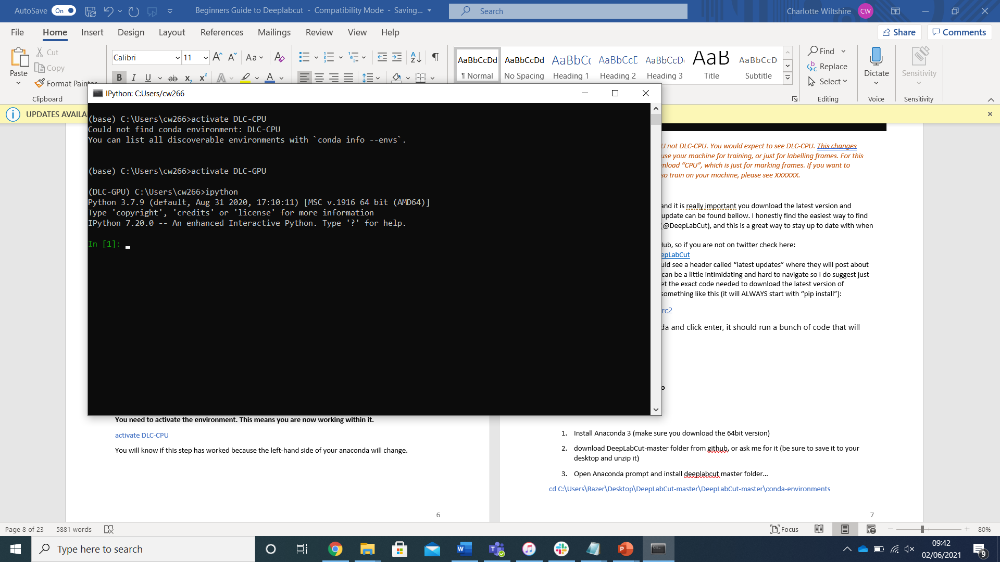 AutoSave On
Beginners Guide to Deeplabcut - Compatibility Mode - Saving...
Search
Charlotte Wiltshire CW
File Home Insert Design Layout References Mailings Review View Help
Share Comments
Paste
Cut
Copy
Format Painter
Clipboard
Calibri 11
AaBbCcDd AaBbCcDd AaBbC AaBbCcE AaBbCcD AaB AaBbCcD
¶ Normal No Spacing Heading 1 Heading 2 Heading 3 Title Subtitle
Find
Replace
Select
Editing
Dictate
Voice
Sensitivity
Sensitivity
UPDATES AVAILA
IPython: C:Users/cw266
(base) C:\Users\cw266>activate DLC-CPU
Could not find conda environment: DLC-CPU
You can list all discoverable environments with `conda info --envs`.
(base) C:\Users\cw266>activate DLC-GPU
(DLC-GPU) C:\Users\cw266>ipython
Python 3.7.9 (default, Aug 31 2020, 17:10:11) [MSC v.1916 64 bit (AMD64)]
Type 'copyright', 'credits' or 'license' for more information
IPython 7.20.0 -- An enhanced Interactive Python. Type '?' for help.
In [1]:
You need to activate the environment. This means you are now working within it.
activate DLC-CPU
You will know if this step has worked because the left-hand side of your anaconda will change.
6
U not DLC-CPU. You would expect to see DLC-CPU. This changes
use your machine for training, or just for labelling frames. For this
nload “CPU”, which is just for marking frames. If you want to
so train on your machine, please see XXXXXX.
and it is really important you download the latest version and
update can be found bellow. I honestly find the easiest way to find
(@DeepLabCut), and this is a great way to stay up to date with when
Hub, so if you are not on twitter check here:
epLabCut
uld see a header called “latest updates” where they will post about
can be a little intimidating and hard to navigate so I do suggest just
et the exact code needed to download the latest version of
something like this (it will ALWAYS start with “pip install”):
rc2
da and click enter, it should run a bunch of code that will
o
1. Install Anaconda 3 (make sure you download the 64bit version)
2. download DeepLabCut-master folder from github, or ask me for it (be sure to save it to your
desktop and unzip it)
3. Open Anaconda prompt and install deeplabcut master folder...
cd C:\Users\Razer\Desktop\DeepLabCut-master\DeepLabCut-master\conda-environments
7
Page 8 of 23 5881 words
Focus
80%
Type here to search
09:42
02/06/2021
9